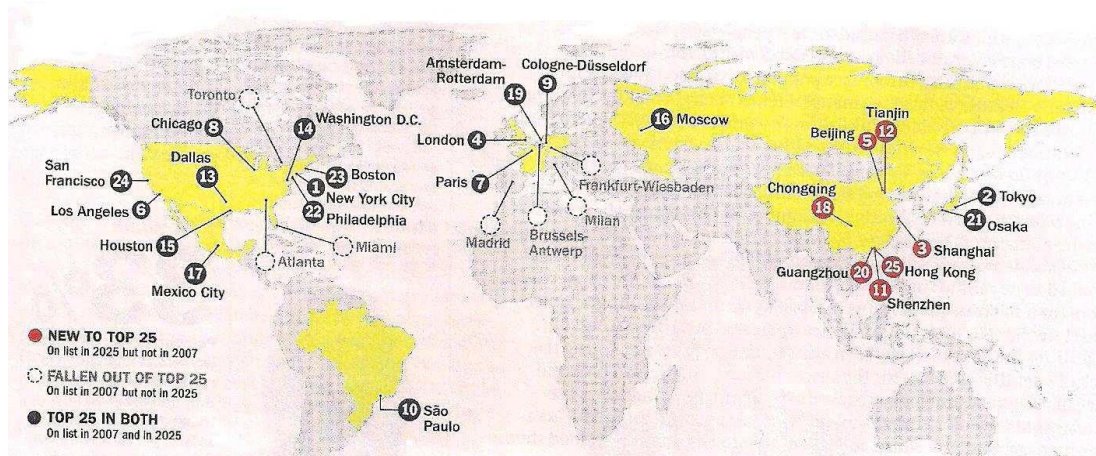 Toronto
Chicago 8
14 Washington D.C.
Dallas
13
San
Francisco 24
Los Angeles 6
23 Boston
1 New York City
22 Philadelphia
Houston 15
17
Mexico City
Atlanta
Miami
10 São
Paulo
Amsterdam-
Rotterdam
19
Cologne-Düsseldorf
9
London 4
Paris 7
Frankfurt-Wiesbaden
Milan
Madrid
Brussels-
Antwerp
16 Moscow
Tianjin
12
Beijing 5
Chongqing
18
2 Tokyo
21 Osaka
3 Shanghai
Guangzhou 20
25 Hong Kong
11 Shenzhen
NEW TO TOP 25
On list in 2025 but not in 2007
FALLEN OUT OF TOP 25
On list in 2007 but not in 2025
TOP 25 IN BOTH
On list in 2007 and in 2025